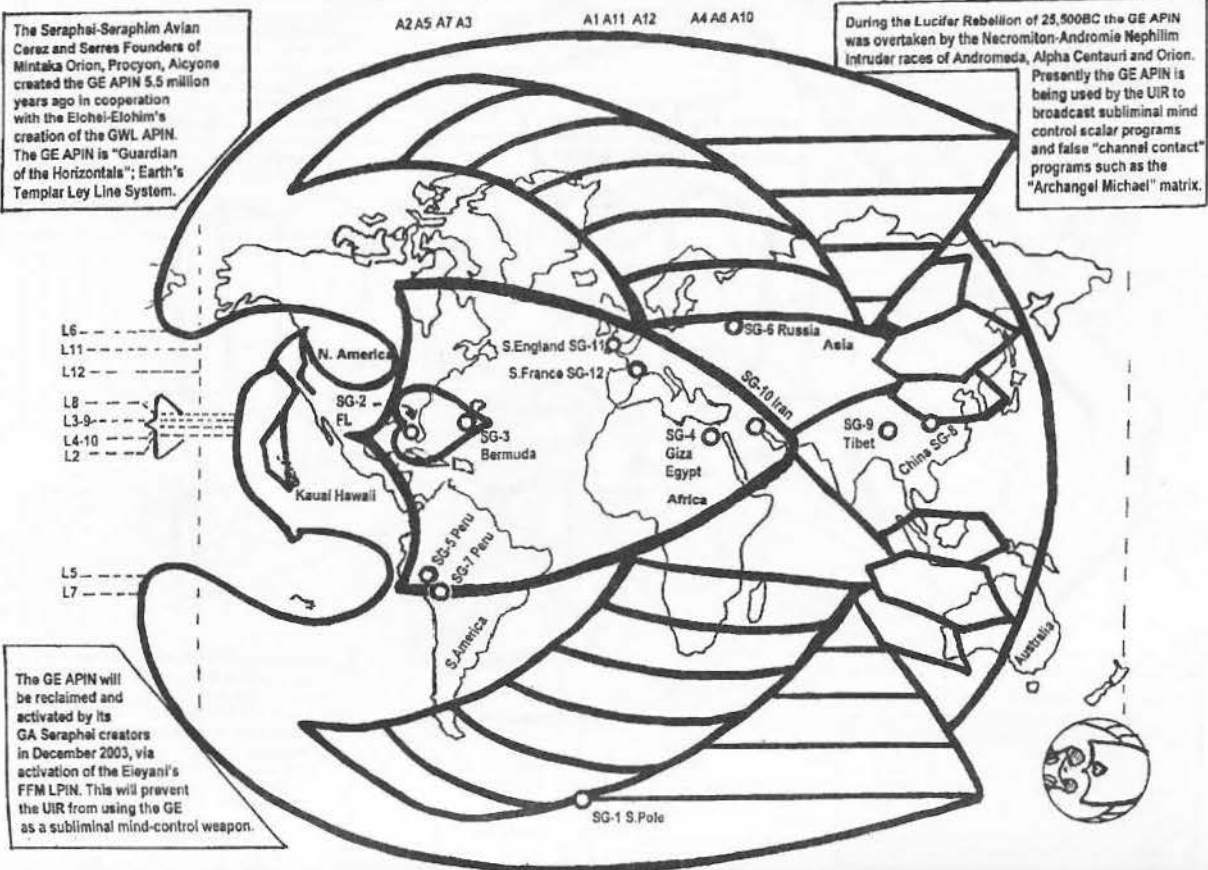 The Seraphei-Seraphim Avian
Cerez and Serres Founders of
Mintaka Orion, Procyon, Alcyone
created the GE APIN 5.5 million
years ago in cooperation
with the Elohei-Elohim's
creation of the GWL APIN.
The GE APIN is "Guardian
of the Horizontals"; Earth's
Templar Ley Line System.
A2 A5 A7 A3
A1 A11 A12
A4 A6 A10
During the Lucifer Rebellion of 25,500BC the GE APIN
was overtaken by the Necromiton-Andromie Nephilim
Intruder races of Andromeda, Alpha Centauri and Orion.
Presently the GE APIN is
being used by the UIR to
broadcast subliminal mind
control scalar programs
and false "channel contact"
programs such as the
"Archangel Michael" matrix.
L6
L11
L12
L8
L3-9
L4-10
L2
L5
L7
N. America
S.England SG-11
S.France SG-12
SG-6 Russia
Asia
SG-10 Iran
SG-2
FL
SG-3
Bermuda
SG-4
Giza
Egypt
Africa
SG-9
Tibet
China SG-8
Kauai Hawaii
SG-5 Peru
SG-7 Peru
S.America
Australia
SG-1 S.Pole
The GE APIN will
be reclaimed and
activated by its
GA Seraphei creators
in December 2003, via
activation of the Eieyani's
FFM LPIN. This will prevent
the UIR from using the GE
as a subliminal mind-control weapon.